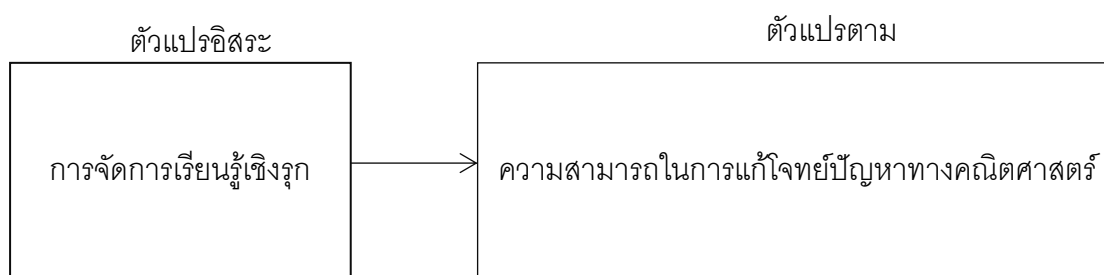 ตัวแปรอิสระ
ตัวแปรตาม
การจัดการเรียนรู้เชิงรุก
ความสามารถในการแก้โจทย์ปัญหาทางคณิตศาสตร์